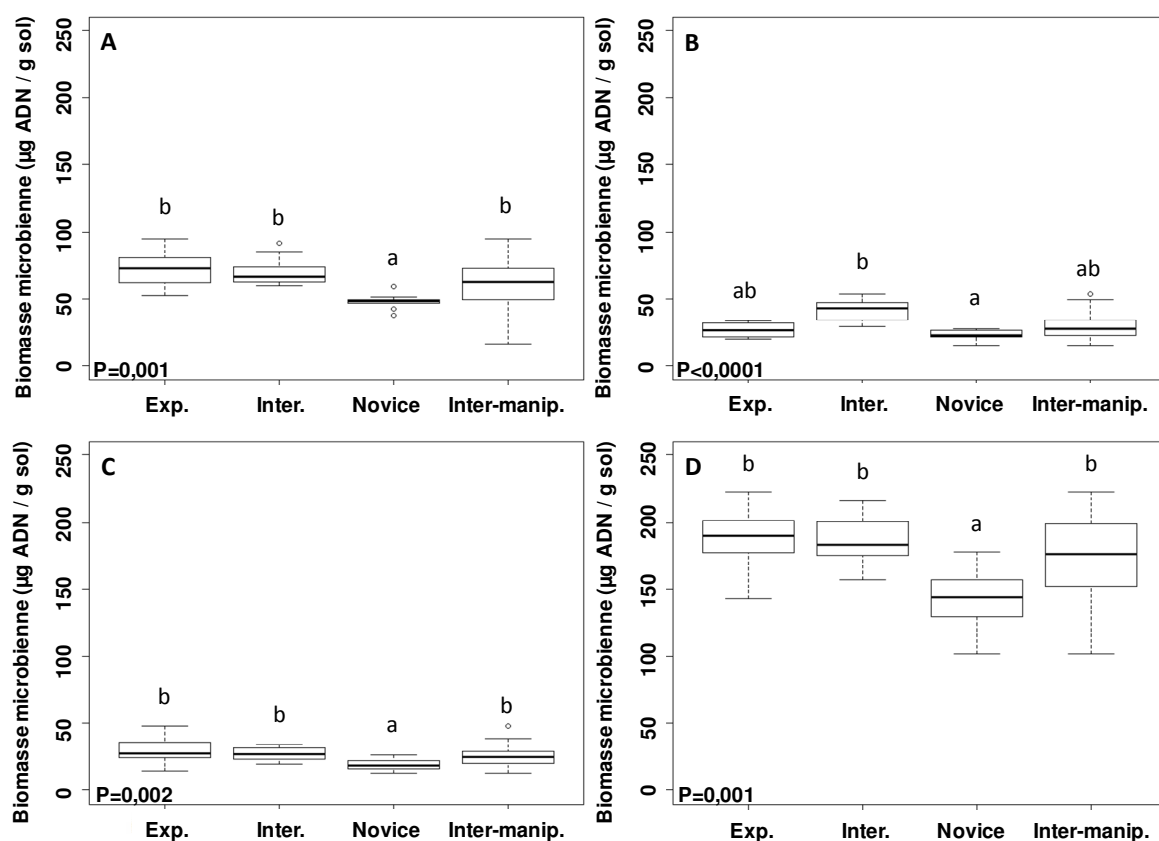 A
Biomasse microbienne (µg ADN / g sol)
250
200
150
100
50
0
b
b
a
b
P=0,001
Exp.
Inter.
Novice
Inter-manip.
B
Biomasse microbienne (µg ADN / g sol)
250
200
150
100
50
0
ab
b
a
ab
P<0,0001
Exp.
Inter.
Novice
Inter-manip.
C
Biomasse microbienne (µg ADN / g sol)
250
200
150
100
50
0
b
b
a
b
P=0,002
Exp.
Inter.
Novice
Inter-manip.
D
Biomasse microbienne (µg ADN / g sol)
250
200
150
100
50
0
b
b
a
b
P=0,001
Exp.
Inter.
Novice
Inter-manip.